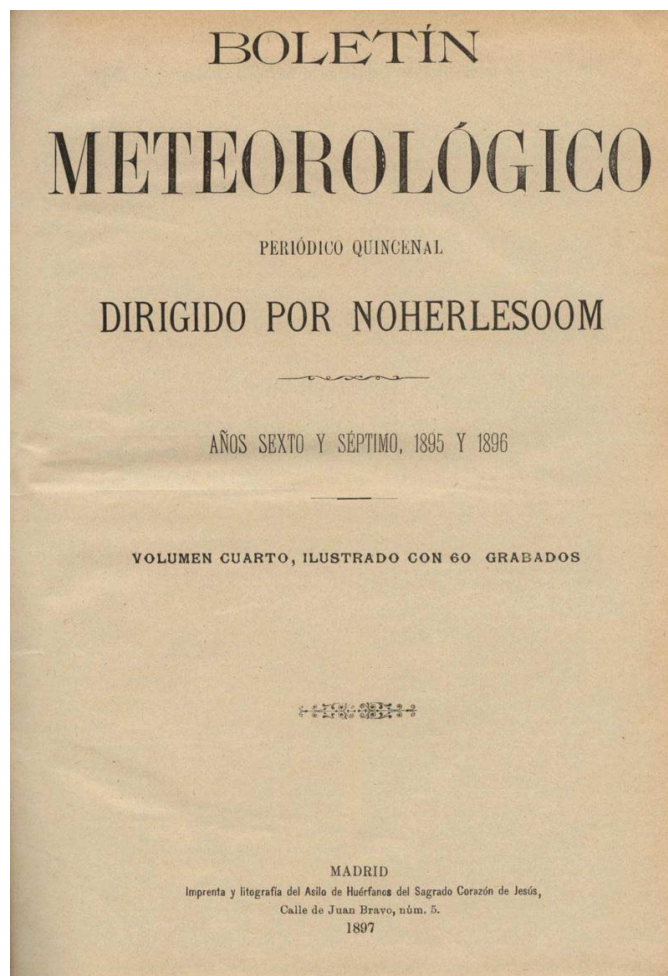 BOLETÍN
METEOROLÓGICO
PERIÓDICO QUINCENAL
DIRIGIDO POR NOHERLESOOM
AÑOS SEXTO Y SÉPTIMO, 1895 Y 1896
VOLUMEN CUARTO, ILUSTRADO CON 60 GRABADOS
MADRID
Imprenta y litografía del Asilo de Huérfanos del Sagrado Corazón de Jesús,
Calle de Juan Bravo, núm. 5.
1897